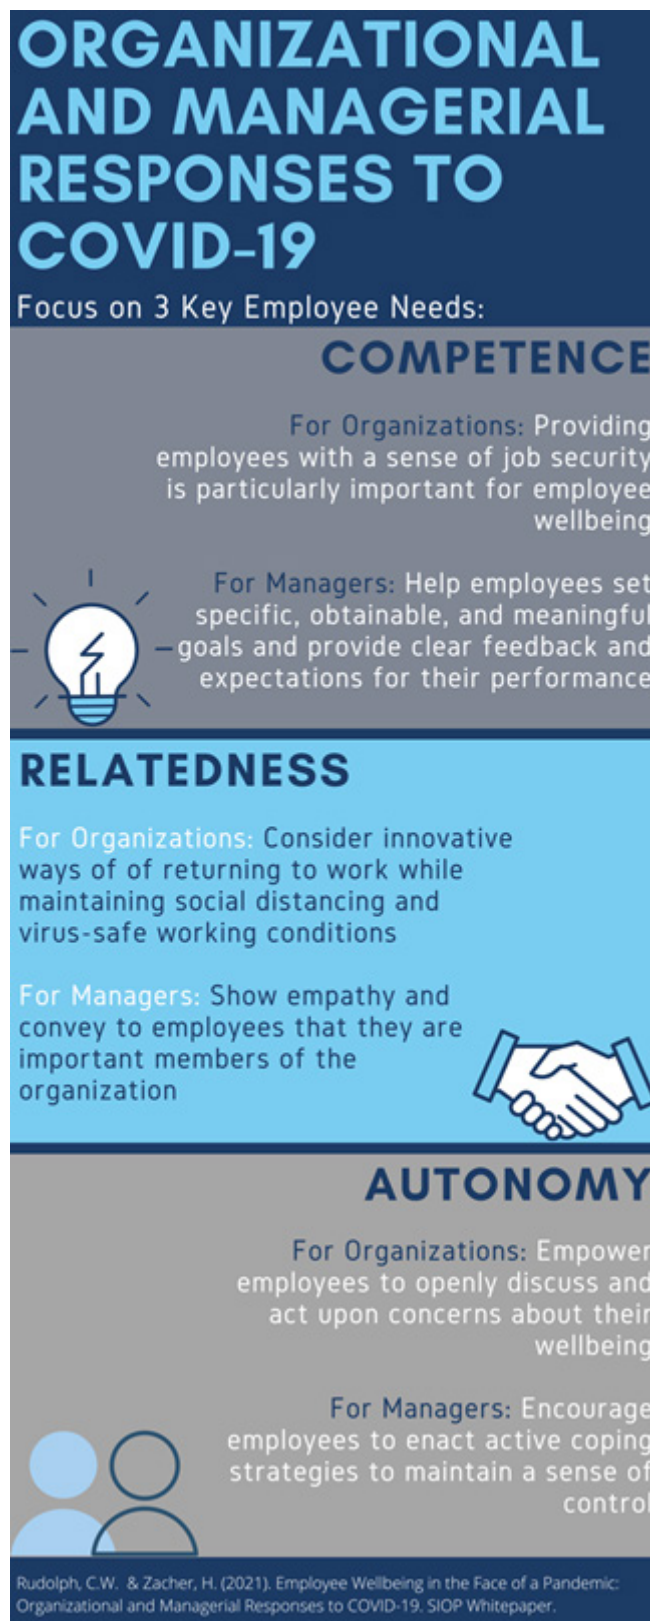 ORGANIZATIONAL
AND MANAGERIAL
RESPONSES TO
COVID-19
Focus on 3 Key Employee Needs:
COMPETENCE
For Organizations: Providing
employees with a sense of job security
is particularly important for employee
wellbeing
For Managers: Help employees set
specific, obtainable, and meaningful
goals and provide clear feedback and
expectations for their performance
RELATEDNESS
For Organizations: Consider innovative
ways of of returning to work while
maintaining social distancing and
virus-safe working conditions
For Managers: Show empathy and
convey to employees that they are
important members of the
organization
AUTONOMY
For Organizations: Empower
employees to openly discuss and
act upon concerns about their
wellbeing
For Managers: Encourage
employees to enact active coping
strategies to maintain a sense of
control
Rudolph, C.W. & Zacher, H. (2021). Employee Wellbeing in the Face of a Pandemic:
Organizational and Managerial Responses to COVID-19. SIOP Whitepaper.